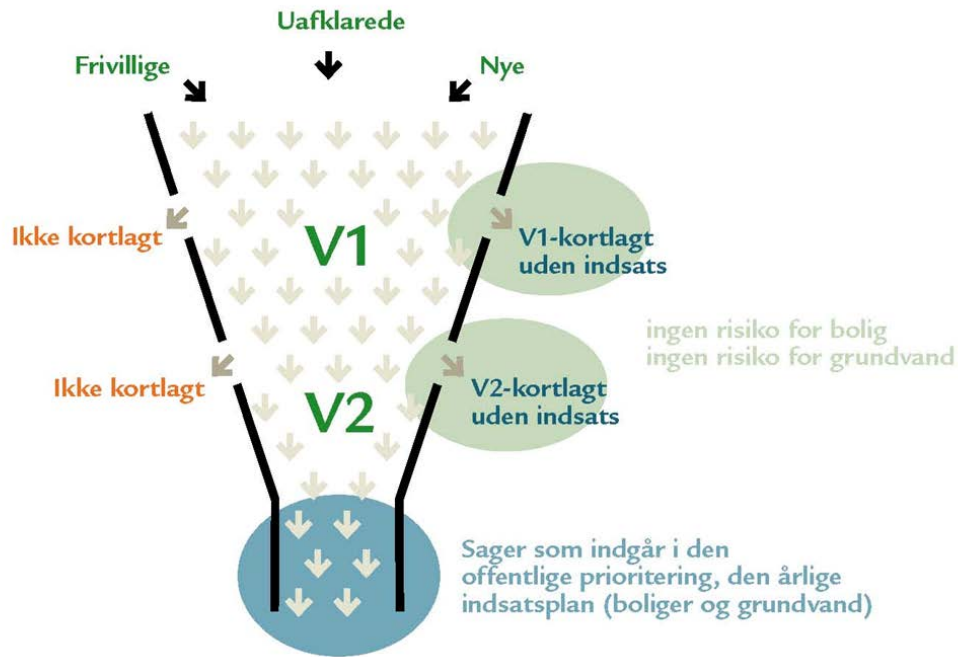 Uafklarede
Frivillige
Nye
Ikke kortlagt
V1
V1-kortlagt
uden indsats
ingen risiko for bolig
ingen risiko for grundvand
Ikke kortlagt
V2
V2-kortlagt
uden indsats
Sager som indgår i den
offentlige prioritering, den årlige
indsatsplan (boliger og grundvand)